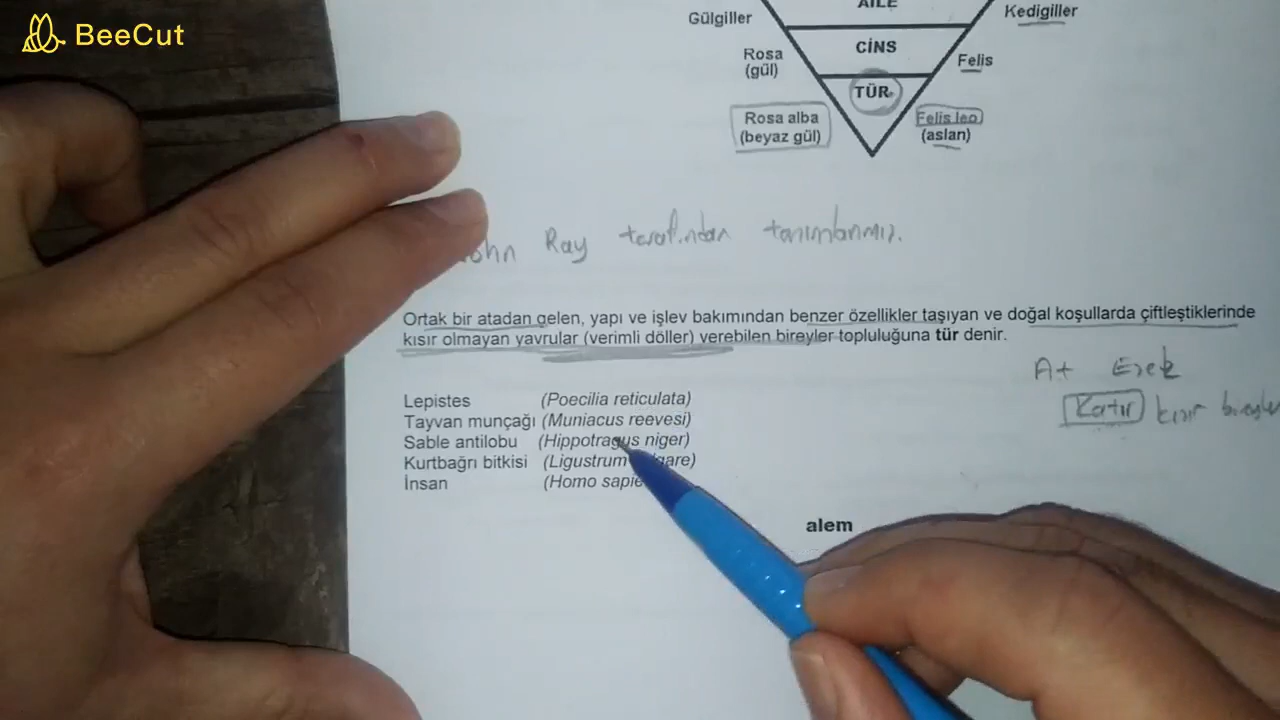 BeeCut
AİLE
Gülgiller
Kedigiller
CİNS
Rosa
(gül)
Felis
TÜR
Rosa alba
(beyaz gül)
Felis leo
(aslan)
Ray tarafından tanımlanmış.
Ortak bir atadan gelen, yapı ve işlev bakımından benzer özellikler taşıyan ve doğal koşullarda çiftleştiklerinde
kısır olmayan yavrular (verimli döller) verebilen bireyler topluluğuna tür denir.
At Eşek
Katır kısır bireyler
Lepistes (Poecilia reticulata)
Tayvan munçağı (Muniacus reevesi)
Sable antilobu (Hippotragus niger)
Kurtbağrı bitkisi (Ligustrum
İnsan (Homo
alem